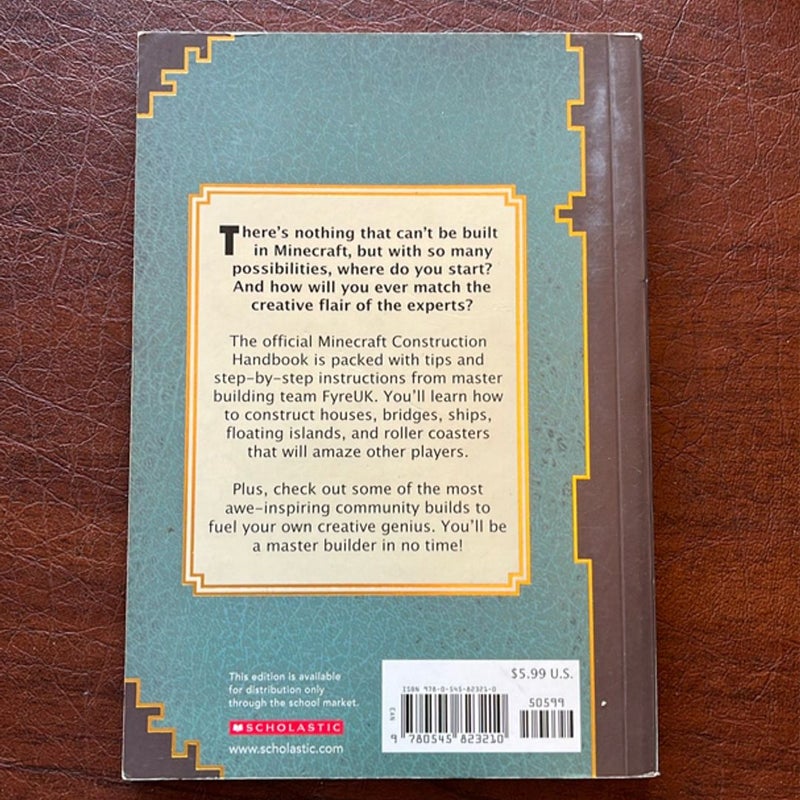 There's nothing that can't be built
in Minecraft, but with so many
possibilities, where do you start?
And how will you ever match the
creative flair of the experts?
The official Minecraft Construction
Handbook is packed with tips and
step-by-step instructions from master
building team FyreUK. You'll learn how
to construct houses, bridges, ships,
floating islands, and roller coasters
that will amaze other players.
Plus, check out some of the most
awe-inspiring community builds to
fuel your own creative genius. You'll be
a master builder in no time!
This edition is available
for distribution only
through the school market.
SCHOLASTIC
www.scholastic.com
$5.99 U.S.
ISBN 978-0-545-82321-0
50599
CAN
9 780545 823210